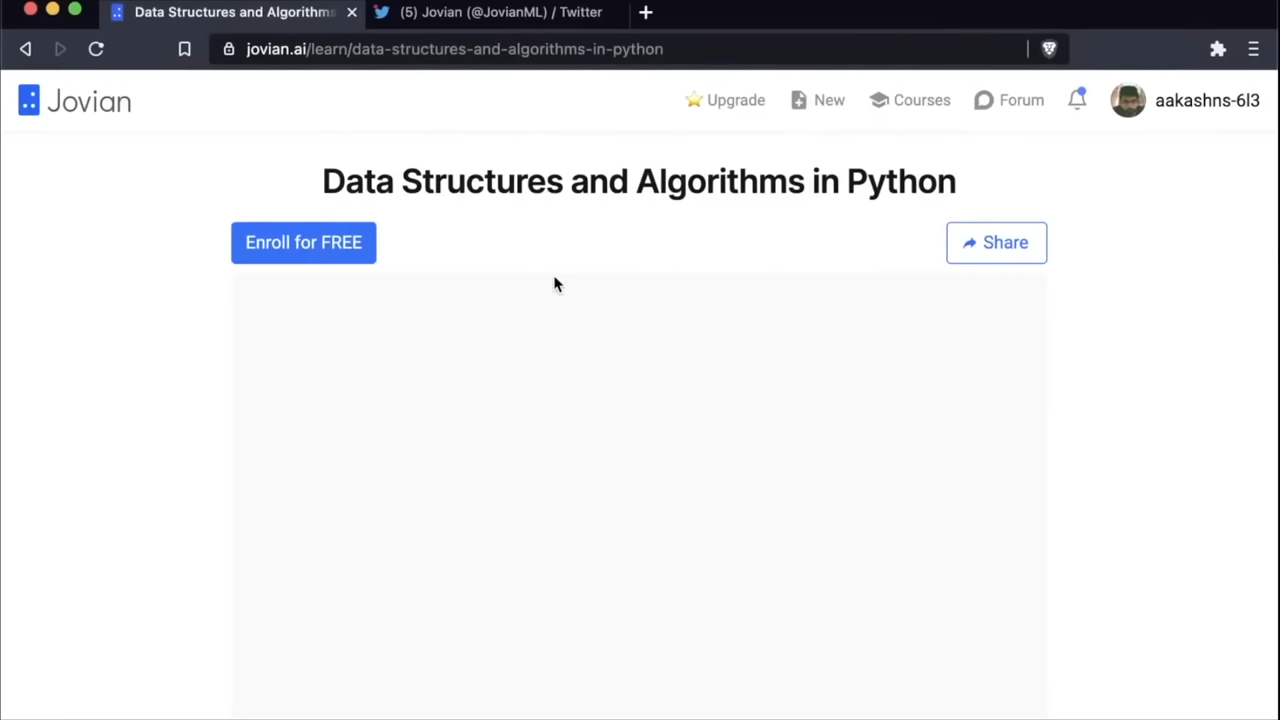 Data Structures and Algorithms
(5) Jovian (@JovianML) / Twitter
jovian.ai/learn/data-structures-and-algorithms-in-python
Jovian
Upgrade
New
Courses
Forum
aakashns-6l3
Data Structures and Algorithms in Python
Enroll for FREE
Share